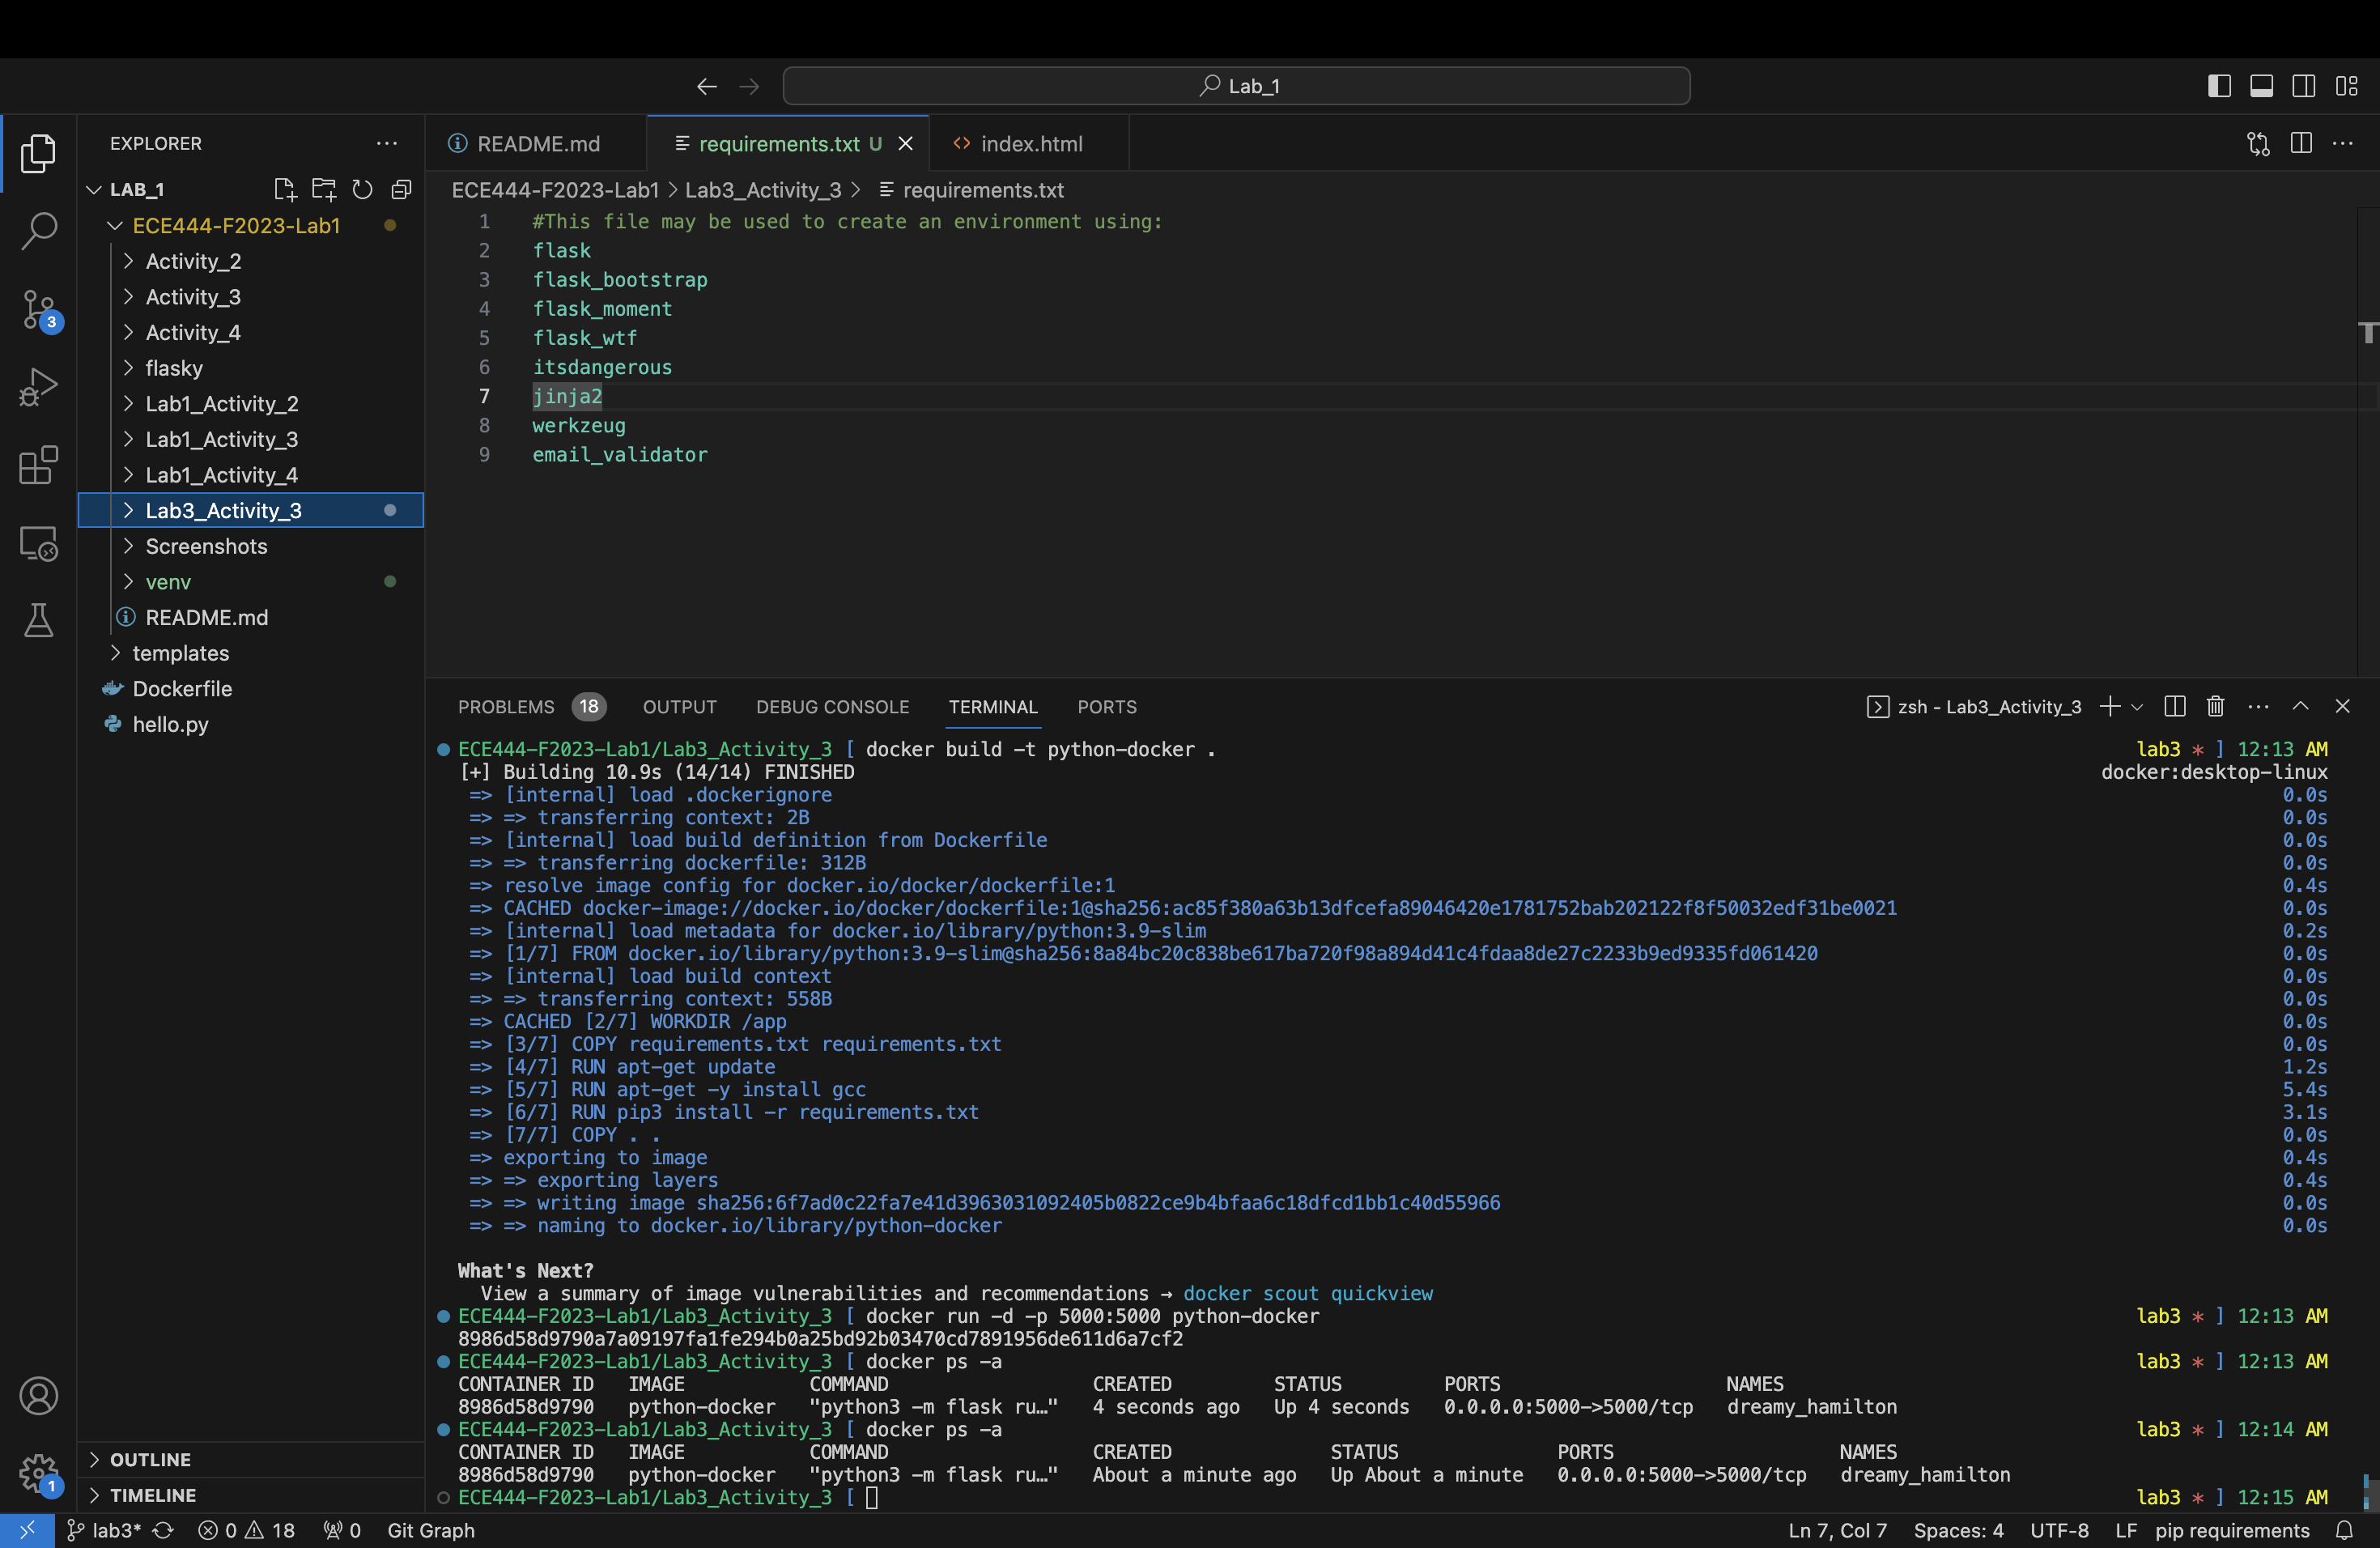 Lab_1
EXPLORER
README.md
requirements.txt U
index.html
LAB_1
ECE444-F2023-Lab1
Activity_2
Activity_3
Activity_4
flasky
Lab1_Activity_2
Lab1_Activity_3
Lab1_Activity_4
Lab3_Activity_3
Screenshots
venv
README.md
templates
Dockerfile
hello.py
3
1
OUTLINE
TIMELINE
ECE444-F2023-Lab1 > Lab3_Activity_3 > requirements.txt
1 #This file may be used to create an environment using:
2 flask
3 flask_bootstrap
4 flask_moment
5 flask_wtf
6 itsdangerous
7 jinja2
8 werkzeug
9 email_validator
PROBLEMS 18 OUTPUT DEBUG CONSOLE TERMINAL PORTS zsh - Lab3_Activity_3
ECE444-F2023-Lab1/Lab3_Activity_3 [ docker build -t python-docker . lab3 * ] 12:13 AM
[+] Building 10.9s (14/14) FINISHED docker:desktop-linux
=> [internal] load .dockerignore 0.0s
=> => transferring context: 2B 0.0s
=> [internal] load build definition from Dockerfile 0.0s
=> => transferring dockerfile: 312B 0.0s
=> resolve image config for docker.io/docker/dockerfile:1 0.4s
=> CACHED docker-image://docker.io/docker/dockerfile:1@sha256:ac85f380a63b13dfcefa89046420e1781752bab202122f8f50032edf31be0021 0.0s
=> [internal] load metadata for docker.io/library/python:3.9-slim 0.2s
=> [1/7] FROM docker.io/library/python:3.9-slim@sha256:8a84bc20c838be617ba720f98a894d41c4fdaa8de27c2233b9ed9335fd061420 0.0s
=> [internal] load build context 0.0s
=> => transferring context: 558B 0.0s
=> CACHED [2/7] WORKDIR /app 0.0s
=> [3/7] COPY requirements.txt requirements.txt 0.0s
=> [4/7] RUN apt-get update 1.2s
=> [5/7] RUN apt-get -y install gcc 5.4s
=> [6/7] RUN pip3 install -r requirements.txt 3.1s
=> [7/7] COPY . . 0.0s
=> exporting to image 0.4s
=> => exporting layers 0.4s
=> => writing image sha256:6f7ad0c22fa7e41d3963031092405b0822ce9b4bfaa6c18dfcd1bb1c40d55966 0.0s
=> => naming to docker.io/library/python-docker 0.0s
What's Next?
View a summary of image vulnerabilities and recommendations → docker scout quickview
ECE444-F2023-Lab1/Lab3_Activity_3 [ docker run -d -p 5000:5000 python-docker lab3 * ] 12:13 AM
8986d58d9790a7a09197fa1fe294b0a25bd92b03470cd7891956de611d6a7cf2
ECE444-F2023-Lab1/Lab3_Activity_3 [ docker ps -a lab3 * ] 12:13 AM
CONTAINER ID IMAGE COMMAND CREATED STATUS PORTS NAMES
8986d58d9790 python-docker "python3 -m flask ru…" 4 seconds ago Up 4 seconds 0.0.0.0:5000->5000/tcp dreamy_hamilton
ECE444-F2023-Lab1/Lab3_Activity_3 [ docker ps -a lab3 * ] 12:14 AM
CONTAINER ID IMAGE COMMAND CREATED STATUS PORTS NAMES
8986d58d9790 python-docker "python3 -m flask ru…" About a minute ago Up About a minute 0.0.0.0:5000->5000/tcp dreamy_hamilton
ECE444-F2023-Lab1/Lab3_Activity_3 [ lab3 * ] 12:15 AM
lab3* 0 18 0 Git Graph Ln 7, Col 7 Spaces: 4 UTF-8 LF pip requirements